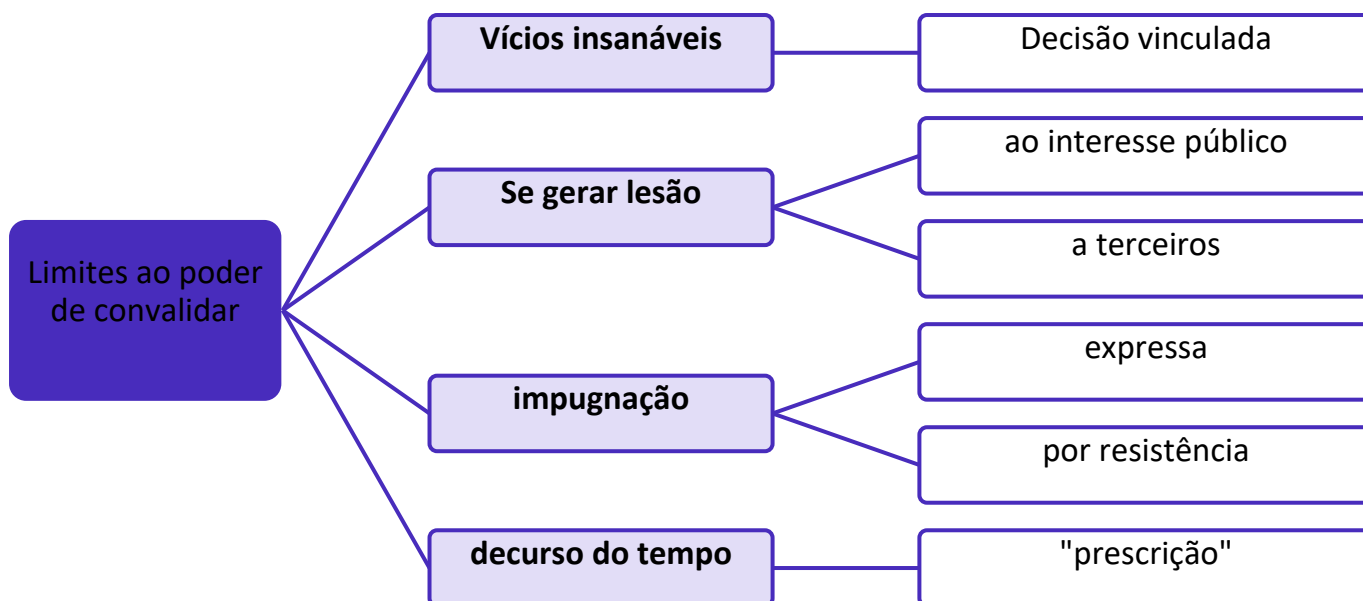 Limites ao poder
de convalidar
Vícios insanáveis
Decisão vinculada
Se gerar lesão
ao interesse público
a terceiros
impugnação
expressa
por resistência
decurso do tempo
"prescrição"